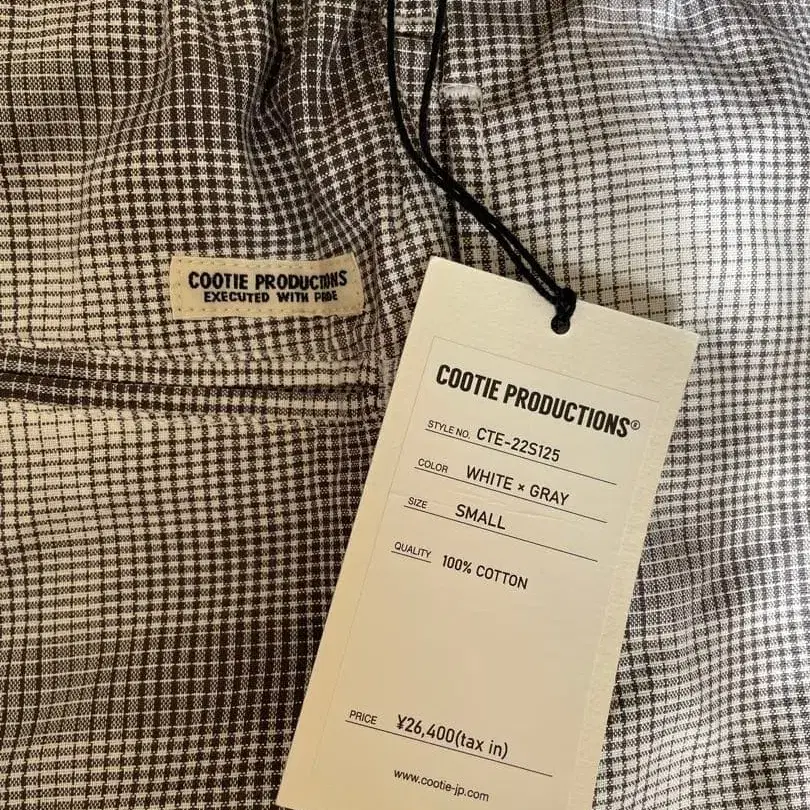 COOTIE PRODUCTIONS
EXECUTED WITH PRIDE
COOTIE PRODUCTIONS®
STYLE NO. CTE-22S125
COLOR WHITE × GRAY
SIZE SMALL
QUALITY 100% COTTON
PRICE ¥26,400(tax in)
www.cootie-jp.com